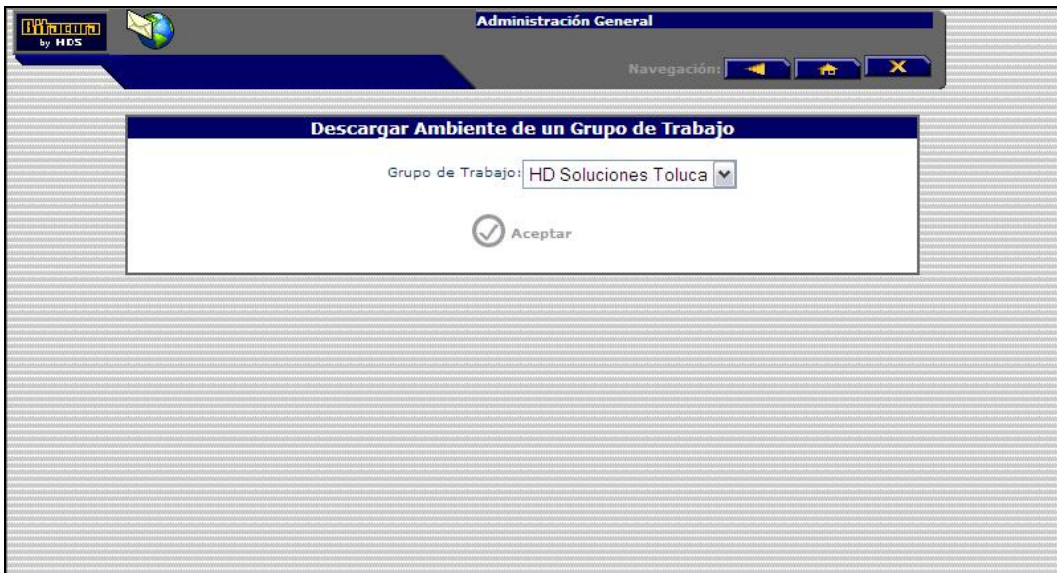 Bitacora
by HDS
Administración General
Navegación:
Descargar Ambiente de un Grupo de Trabajo
Grupo de Trabajo: HD Soluciones Toluca
Aceptar